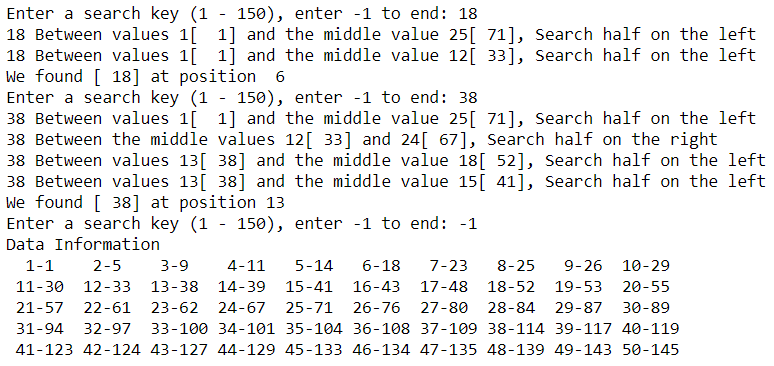 Enter a search key (1 - 150), enter -1 to end: 18
18 Between values 1[  1] and the middle value 25[ 71], Search half on the left
18 Between values 1[  1] and the middle value 12[ 33], Search half on the left
We found [ 18] at position  6
Enter a search key (1 - 150), enter -1 to end: 38
38 Between values 1[  1] and the middle value 25[ 71], Search half on the left
38 Between the middle values 12[ 33] and 24[ 67], Search half on the right
38 Between values 13[ 38] and the middle value 18[ 52], Search half on the left
38 Between values 13[ 38] and the middle value 15[ 41], Search half on the left
We found [ 38] at position 13
Enter a search key (1 - 150), enter -1 to end: -1
Data Information
1-1 2-5 3-9 4-11 5-14 6-18 7-23 8-25 9-26 10-29
11-30 12-33 13-38 14-39 15-41 16-43 17-48 18-52 19-53 20-55
21-57 22-61 23-62 24-67 25-71 26-76 27-80 28-84 29-87 30-89
31-94 32-97 33-100 34-101 35-104 36-108 37-109 38-114 39-117 40-119
41-123 42-124 43-127 44-129 45-133 46-134 47-135 48-139 49-143 50-145